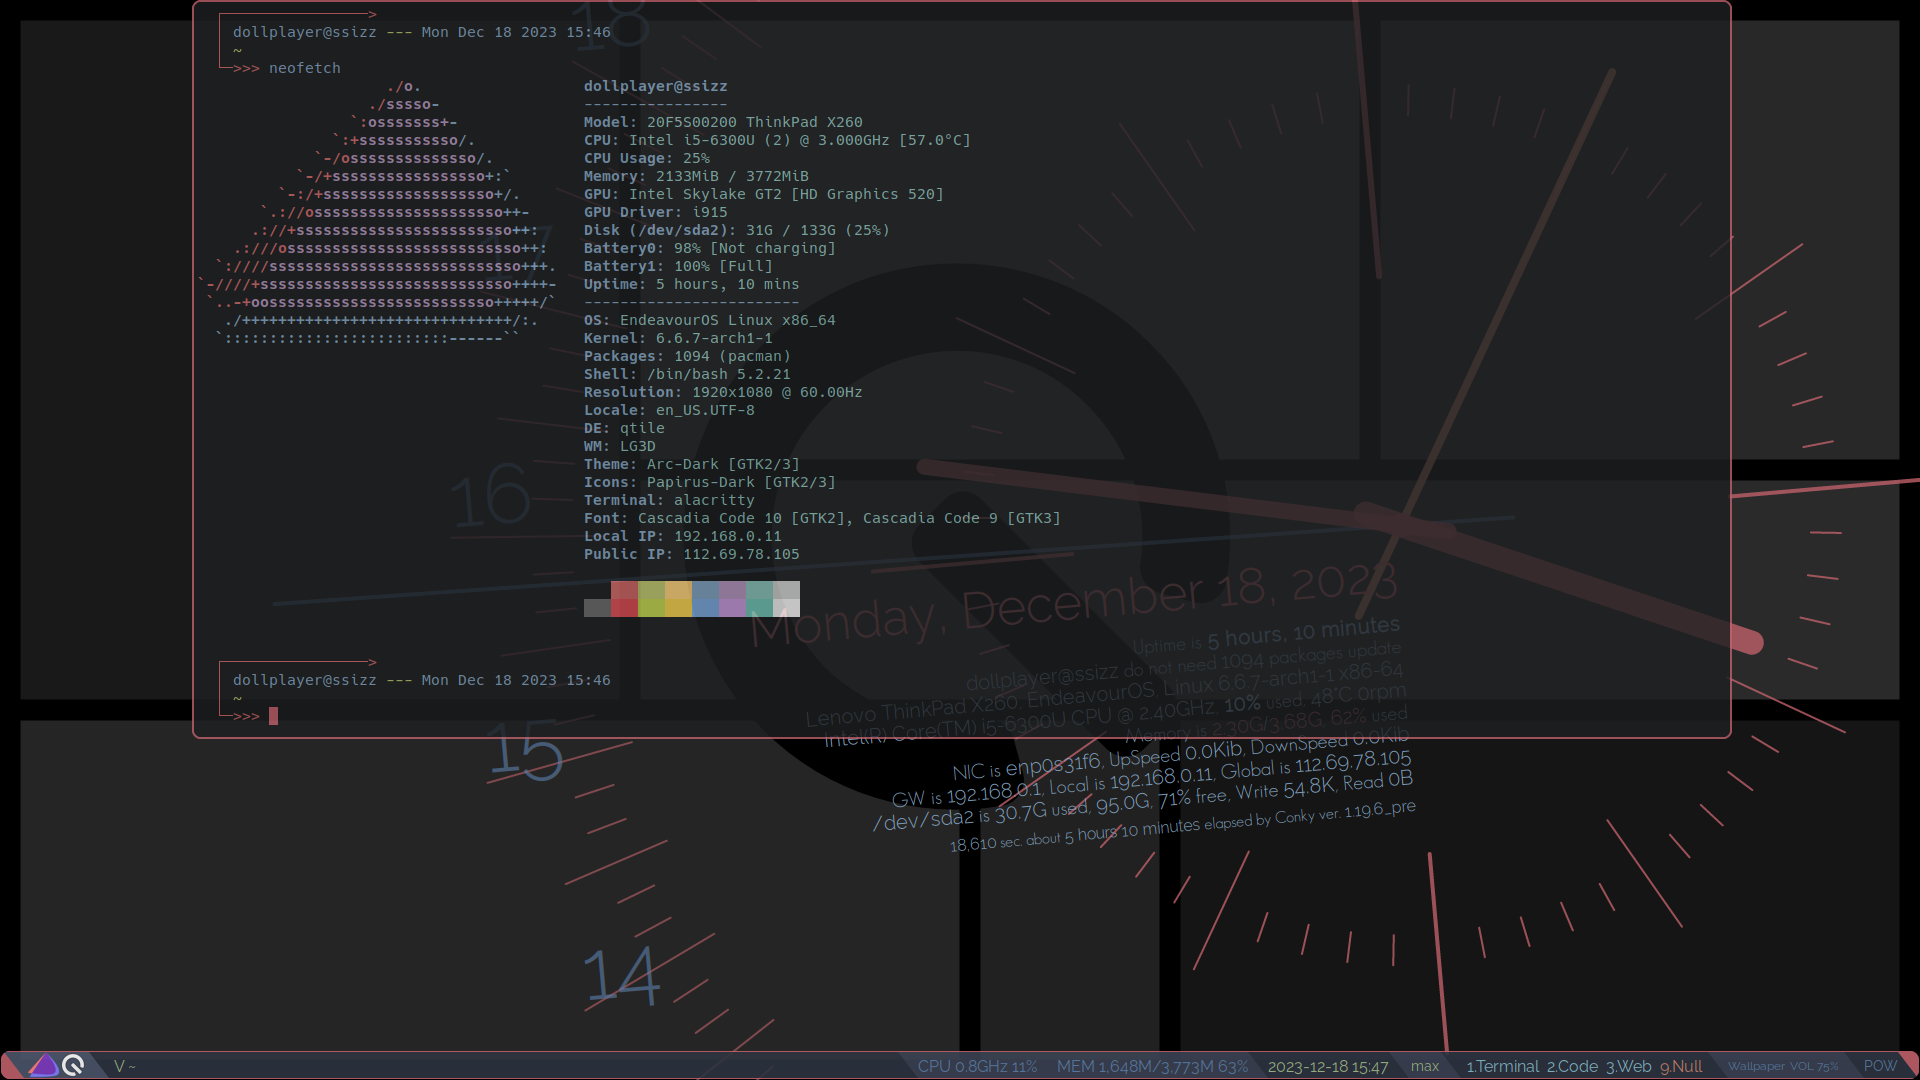 dollplayer@ssizz --- Mon Dec 18 2023 15:46
~
>>> neofetch
dollplayer@ssizz
----------------
Model: 20F5S00200 ThinkPad X260
CPU: Intel i5-6300U (2) @ 3.000GHz [57.0°C]
CPU Usage: 25%
Memory: 2133MiB / 3772MiB
GPU: Intel Skylake GT2 [HD Graphics 520]
GPU Driver: i915
Disk (/dev/sda2): 31G / 133G (25%)
Battery0: 98% [Not charging]
Battery1: 100% [Full]
Uptime: 5 hours, 10 mins
------------------------
OS: EndeavourOS Linux x86_64
Kernel: 6.6.7-arch1-1
Packages: 1094 (pacman)
Shell: /bin/bash 5.2.21
Resolution: 1920x1080 @ 60.00Hz
Locale: en_US.UTF-8
DE: qtile
WM: LG3D
Theme: Arc-Dark [GTK2/3]
Icons: Papirus-Dark [GTK2/3]
Terminal: alacritty
Font: Cascadia Code 10 [GTK2], Cascadia Code 9 [GTK3]
Local IP: 192.168.0.11
Public IP: 112.69.78.105
dollplayer@ssizz --- Mon Dec 18 2023 15:46
~
>>>
18
17
16
15
14
Monday, December 18, 2023
Uptime is 5 hours, 10 minutes
dollplayer@ssizz do not need 1094 packages update
Lenovo ThinkPad X260, EndeavourOS, Linux 6.6.7-arch1-1 x86-64
Intel(R) Core(TM) i5-6300U CPU @ 2.40GHz, 10% used, 48°C 0rpm
Memory is 2.30G/3.68G, 62% used
NIC is enp0s31f6, UpSpeed 0.0Kib, DownSpeed 0.0Kib
GW is 192.168.0.1, Local is 192.168.0.11, Global is 112.69.78.105
/dev/sda2 is 30.7G used, 95.0G, 71% free, Write 54.8K, Read 0B
18,610 sec. about 5 hours 10 minutes elapsed by Conky ver. 1.19.6_pre
V ~
CPU 0.8GHz 11% MEM 1,648M/3,773M 63% 2023-12-18 15:47 max 1.Terminal 2.Code 3.Web 9.Null Wallpaper VOL 75% POW